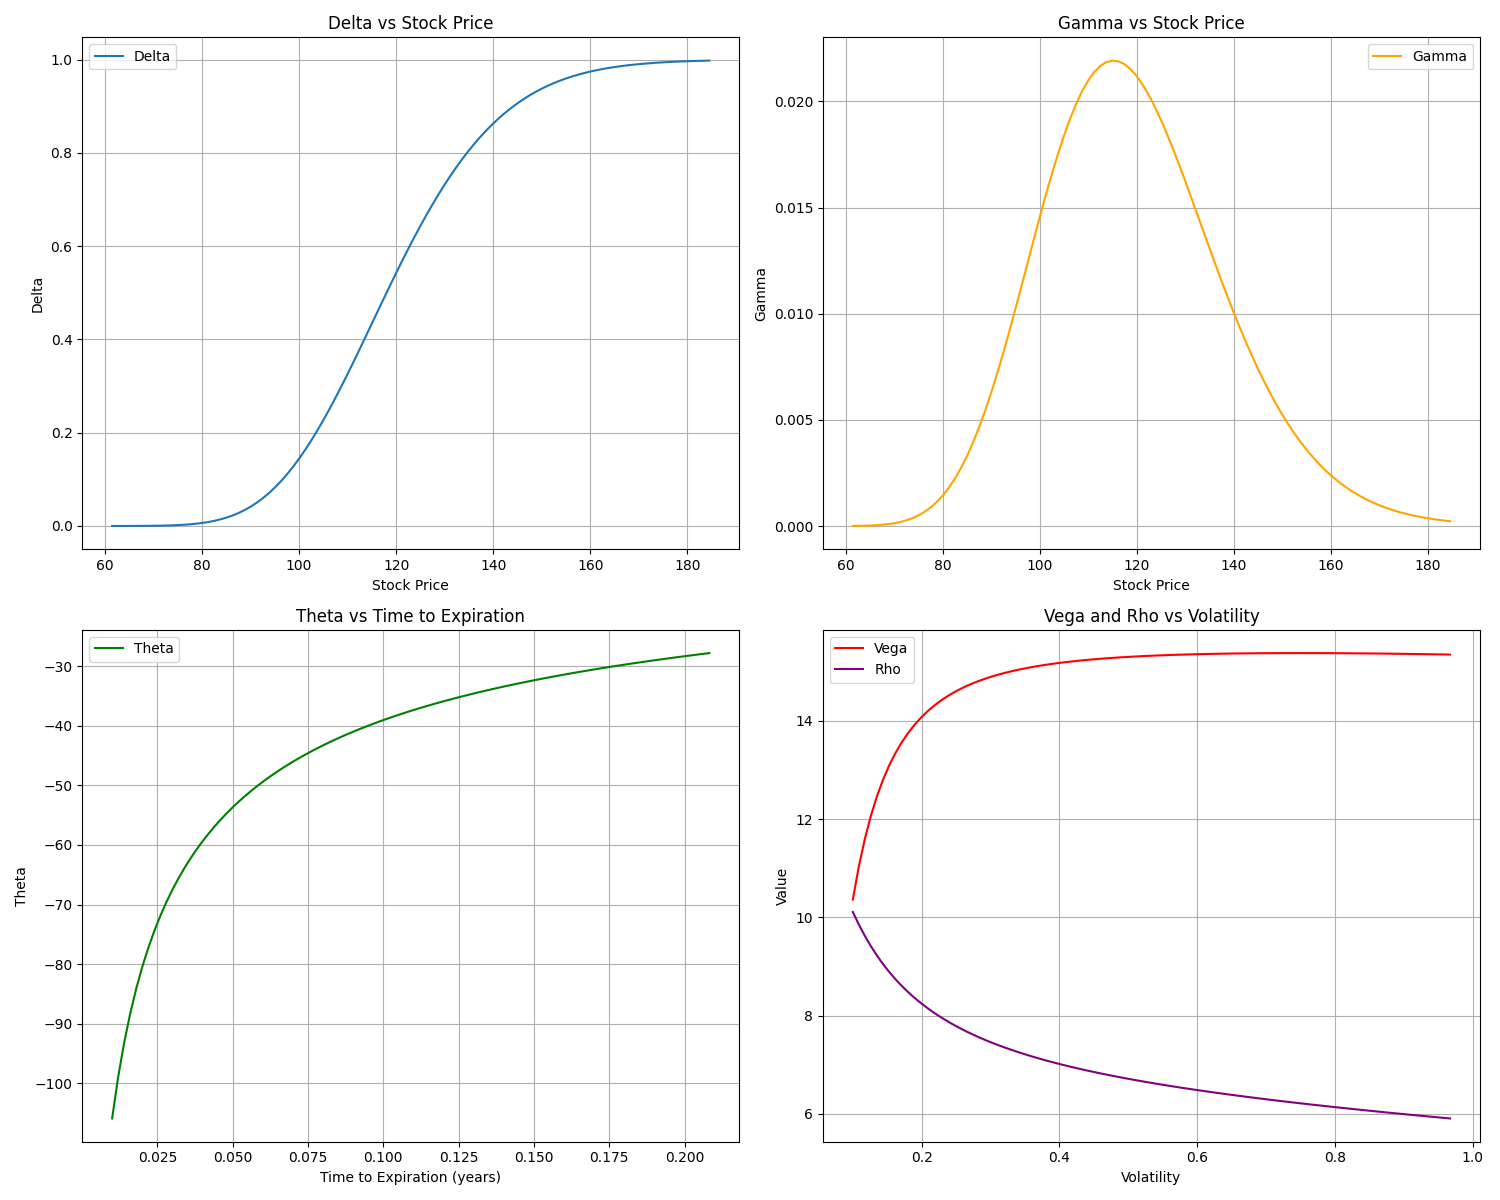 Delta vs Stock Price
Delta
1.0
0.8
0.6
0.4
0.2
0.0
Delta
60 80 100 120 140 160 180
Stock Price
Gamma vs Stock Price
Gamma
0.020
0.015
0.010
0.005
0.000
Gamma
60 80 100 120 140 160 180
Stock Price
Theta vs Time to Expiration
Theta
−30
−40
−50
−60
−70
−80
−90
−100
Theta
0.025 0.050 0.075 0.100 0.125 0.150 0.175 0.200
Time to Expiration (years)
Vega and Rho vs Volatility
Vega
Rho
14
12
10
8
6
Value
0.2 0.4 0.6 0.8 1.0
Volatility